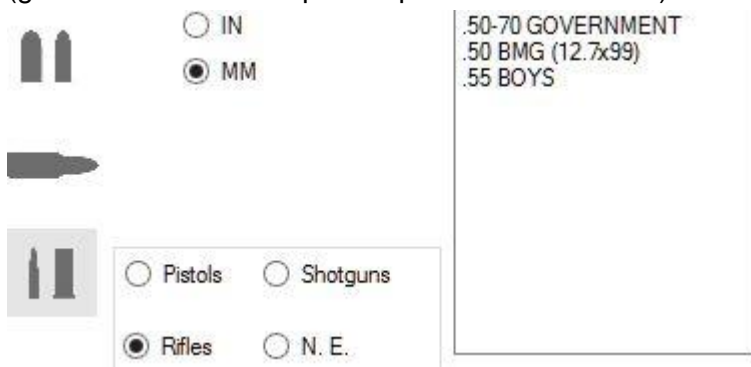 IN
MM
.50-70 GOVERNMENT
.50 BMG (12.7x99)
.55 BOYS
Pistols
Shotguns
Rifles
N. E.